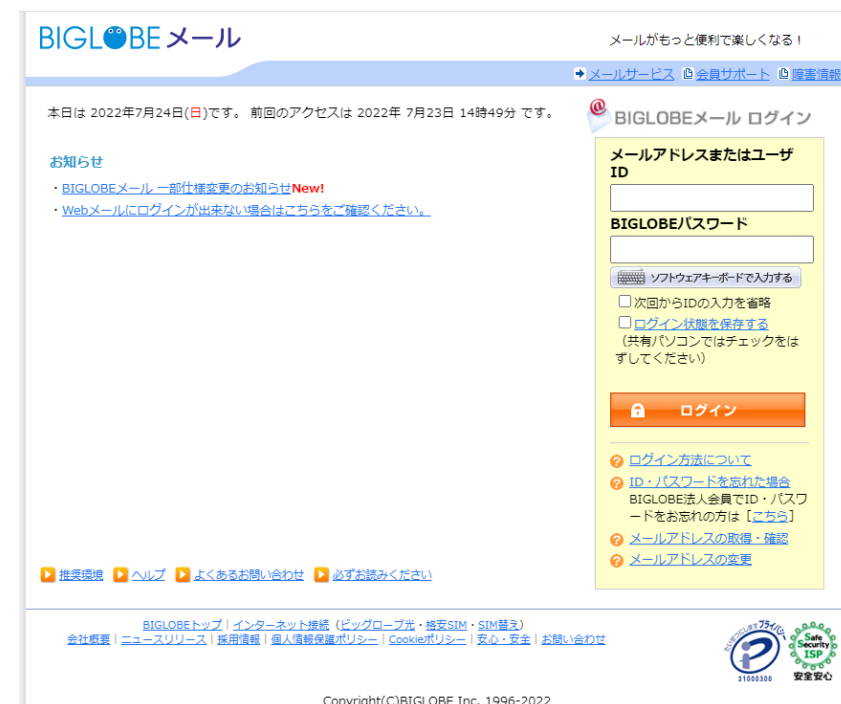 BIGLOBEメール
メールがもっと便利で楽しくなる！
メールサービス 会員サポート 障害情報
本日は 2022年7月24日(日)です。 前回のアクセスは 2022年 7月23日 14時49分 です。
お知らせ
・BIGLOBEメール 一部仕様変更のお知らせNew!
・Webメールにログインが出来ない場合はこちらをご確認ください。
BIGLOBEメール ログイン
メールアドレスまたはユーザ
ID
BIGLOBEパスワード
ソフトウェアキーボードで入力する
次回からIDの入力を省略
ログイン状態を保存する
（共有パソコンではチェックをは
ずしてください）
ログイン
ログイン方法について
ID・パスワードを忘れた場合
BIGLOBE法人会員でID・パスワ
ードをお忘れの方は［こちら］
メールアドレスの取得・確認
メールアドレスの変更
推奨環境 ヘルプ よくあるお問い合わせ 必ずお読みください
BIGLOBEトップ | インターネット接続（ビッグローブ光・格安SIM・SIM替え）
会社概要 | ニュースリリース | 採用情報 | 個人情報保護ポリシー | Cookieポリシー | 安心・安全 | お問い合わせ
21000300
Safe
Security
ISP
安全安心
Copyright(C)BIGLOBE Inc. 1996-2022